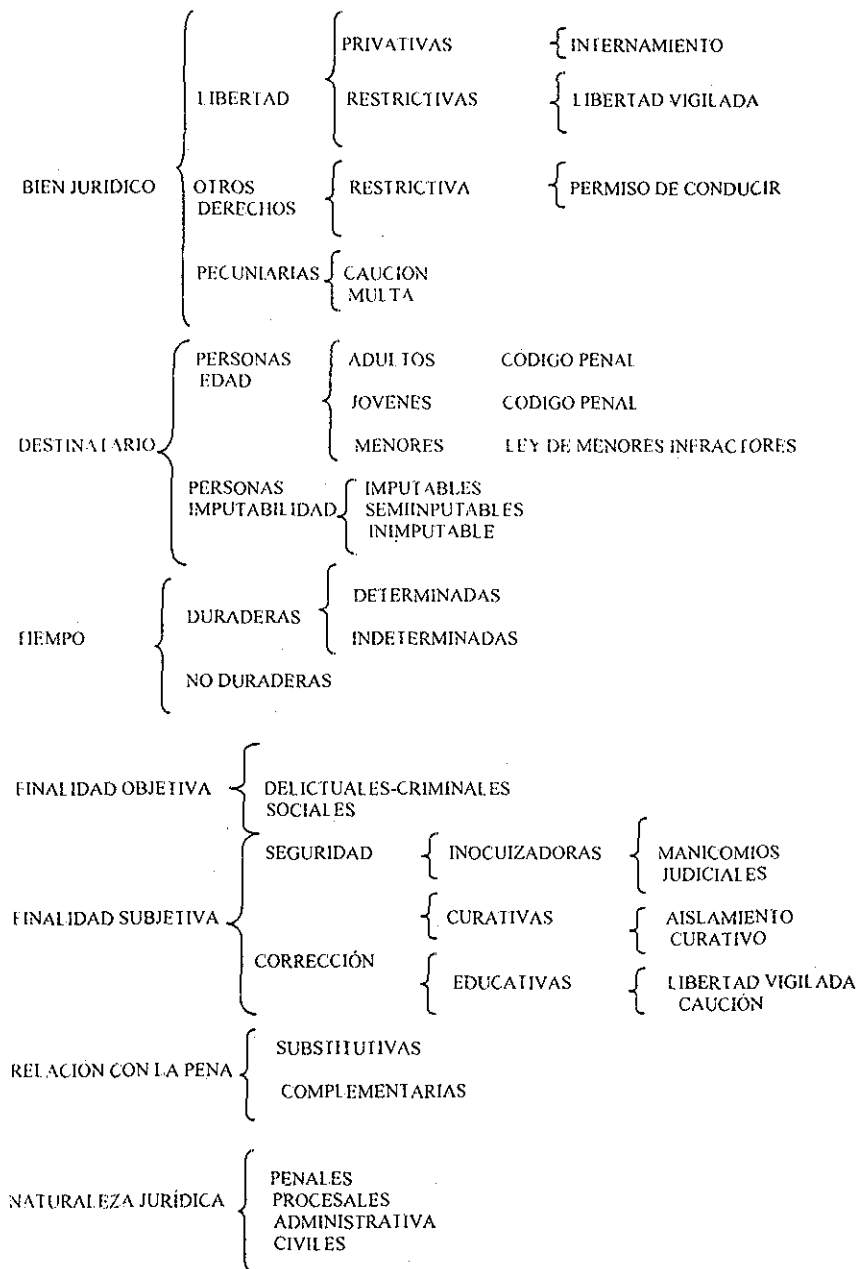 PRIVATIVAS INTERNAMIENTO
LIBERTAD RESTRICTIVAS LIBERTAD VIGILADA
BIEN JURÍDICO OTROS DERECHOS RESTRICTIVA PERMISO DE CONDUCIR
PECUNIARIAS CAUCION
MULTA
PERSONAS EDAD ADULTOS CODIGO PENAL
JOVENES CODIGO PENAL
DESTINATARIO MENORES LEY DE MENORES INFRACTORES
PERSONAS IMPUTABILIDAD IMPUTABLES
SEMIINPUTABLES
INIMPUTABLE
TIEMPO DURADERAS DETERMINADAS
INDETERMINADAS
NO DURADERAS
FINALIDAD OBJETIVA DELICTUALES-CRIMINALES
SOCIALES
FINALIDAD SUBJETIVA SEGURIDAD INOCUIZADORAS MANICOMIOS
JUDICIALES
CORRECCIÓN CURATIVAS AISLAMIENTO
CURATIVO
EDUCATIVAS LIBERTAD VIGILADA
CAUCIÓN
RELACIÓN CON LA PENA SUBSTITUTIVAS
COMPLEMENTARIAS
NATURALEZA JURÍDICA PENALES
PROCESALES
ADMINISTRATIVA
CIVILES